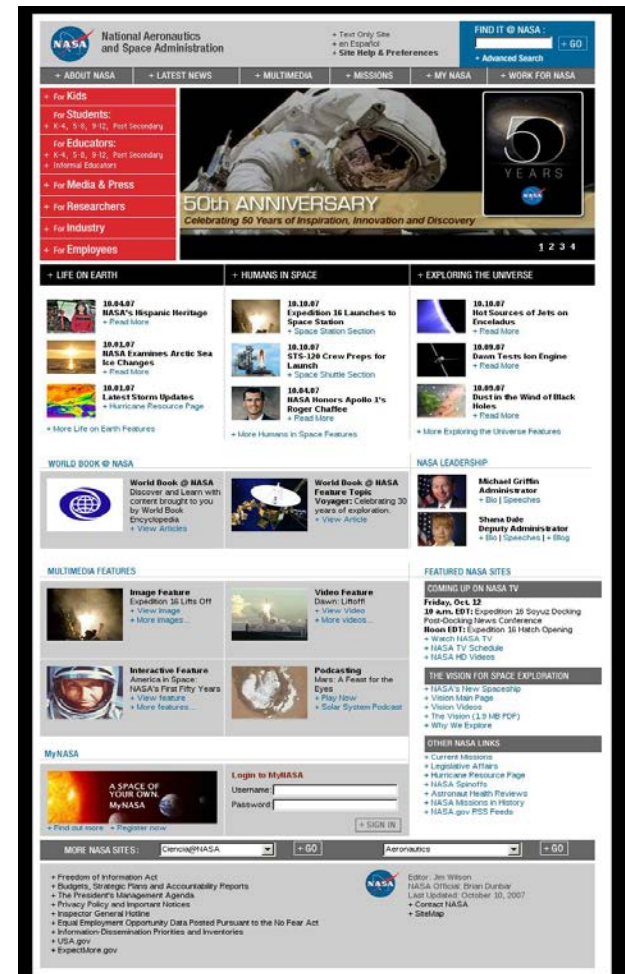 NASA
National Aeronautics
and Space Administration
+ Text Only Site
+ en Español
+ Site Help & Preferences
FIND IT @ NASA :
+ GO
+ Advanced Search
+ ABOUT NASA
+ LATEST NEWS
+ MULTIMEDIA
+ MISSIONS
+ MY NASA
+ WORK FOR NASA
+ For Kids
For Students:
+ K-4, 5-8, 9-12, Post Secondary
For Educators:
+ K-4, 5-8, 9-12, Post Secondary
+ Informal Educators
+ For Media & Press
+ For Researchers
+ For Industry
+ For Employees
50
YEARS
NASA
50th ANNIVERSARY
Celebrating 50 Years of Inspiration, Innovation and Discovery
1 2 3 4
+ LIFE ON EARTH
10.04.07
NASA's Hispanic Heritage
+ Read More
10.01.07
NASA Examines Arctic Sea
Ice Changes
+ Read More
10.01.07
Latest Storm Updates
+ Hurricane Resource Page
+ More Life on Earth Features
+ HUMANS IN SPACE
10.10.07
Expedition 16 Launches to
Space Station
+ Space Station Section
10.10.07
STS-120 Crew Preps for
Launch
+ Space Shuttle Section
10.04.07
NASA Honors Apollo 1's
Roger Chaffee
+ Read More
+ More Humans in Space Features
+ EXPLORING THE UNIVERSE
10.10.07
Hot Sources of Jets on
Enceladus
+ Read More
10.09.07
Dawn Tests Ion Engine
+ Read More
10.09.07
Dust in the Wind of Black
Holes
+ Read More
+ More Exploring the Universe Features
WORLD BOOK @ NASA
World Book @ NASA
Discover and Learn with
content brought to you
by World Book
Encyclopedia
+ View Articles
World Book @ NASA
Feature Topic
Voyager: Celebrating 30
years of exploration.
+ View Article
NASA LEADERSHIP
Michael Griffin
Administrator
+ Bio | Speeches
Shana Dale
Deputy Administrator
+ Bio | Speeches | + Blog
MULTIMEDIA FEATURES
Image Feature
Expedition 16 Lifts Off
+ View Image
+ More images...
Video Feature
Dawn: Liftoff!
+ View Video
+ More videos...
Interactive Feature
America in Space:
NASA's First Fifty Years
+ View feature
+ More features...
Podcasting
Mars: A Feast for the
Eyes
+ Play Now
+ Solar System Podcast
FEATURED NASA SITES
COMING UP ON NASA TV
Friday, Oct. 12
10 a.m. EDT: Expedition 16 Soyuz Docking
Post-Docking News Conference
Noon EDT: Expedition 16 Hatch Opening
+ Watch NASA TV
+ NASA TV Schedule
+ NASA HD Videos
THE VISION FOR SPACE EXPLORATION
+ NASA's New Spaceship
+ Vision Main Page
+ Vision Videos
+ The Vision (1.9 MB PDF)
+ Why We Explore
OTHER NASA LINKS
+ Current Missions
+ Legislative Affairs
+ Hurricane Resource Page
+ NASA Spinoffs
+ Astronaut Health Reviews
+ NASA Missions in History
+ NASA.gov RSS Feeds
MyNASA
A SPACE OF
YOUR OWN.
MyNASA
+ Find out more + Register now
Login to MyNASA
Username:
Password:
+ SIGN IN
MORE NASA SITES :
Ciencia@NASA
+ GO
Aeronautics
+ GO
+ Freedom of Information Act
+ Budgets, Strategic Plans and Accountability Reports
+ The President's Management Agenda
+ Privacy Policy and Important Notices
+ Inspector General Hotline
+ Equal Employment Opportunity Data Posted Pursuant to the No Fear Act
+ Information-Dissemination Priorities and Inventories
+ USA.gov
+ ExpectMore.gov
NASA
Editor: Jim Wilson
NASA Official: Brian Dunbar
Last Updated: October 10, 2007
+ Contact NASA
+ SiteMap